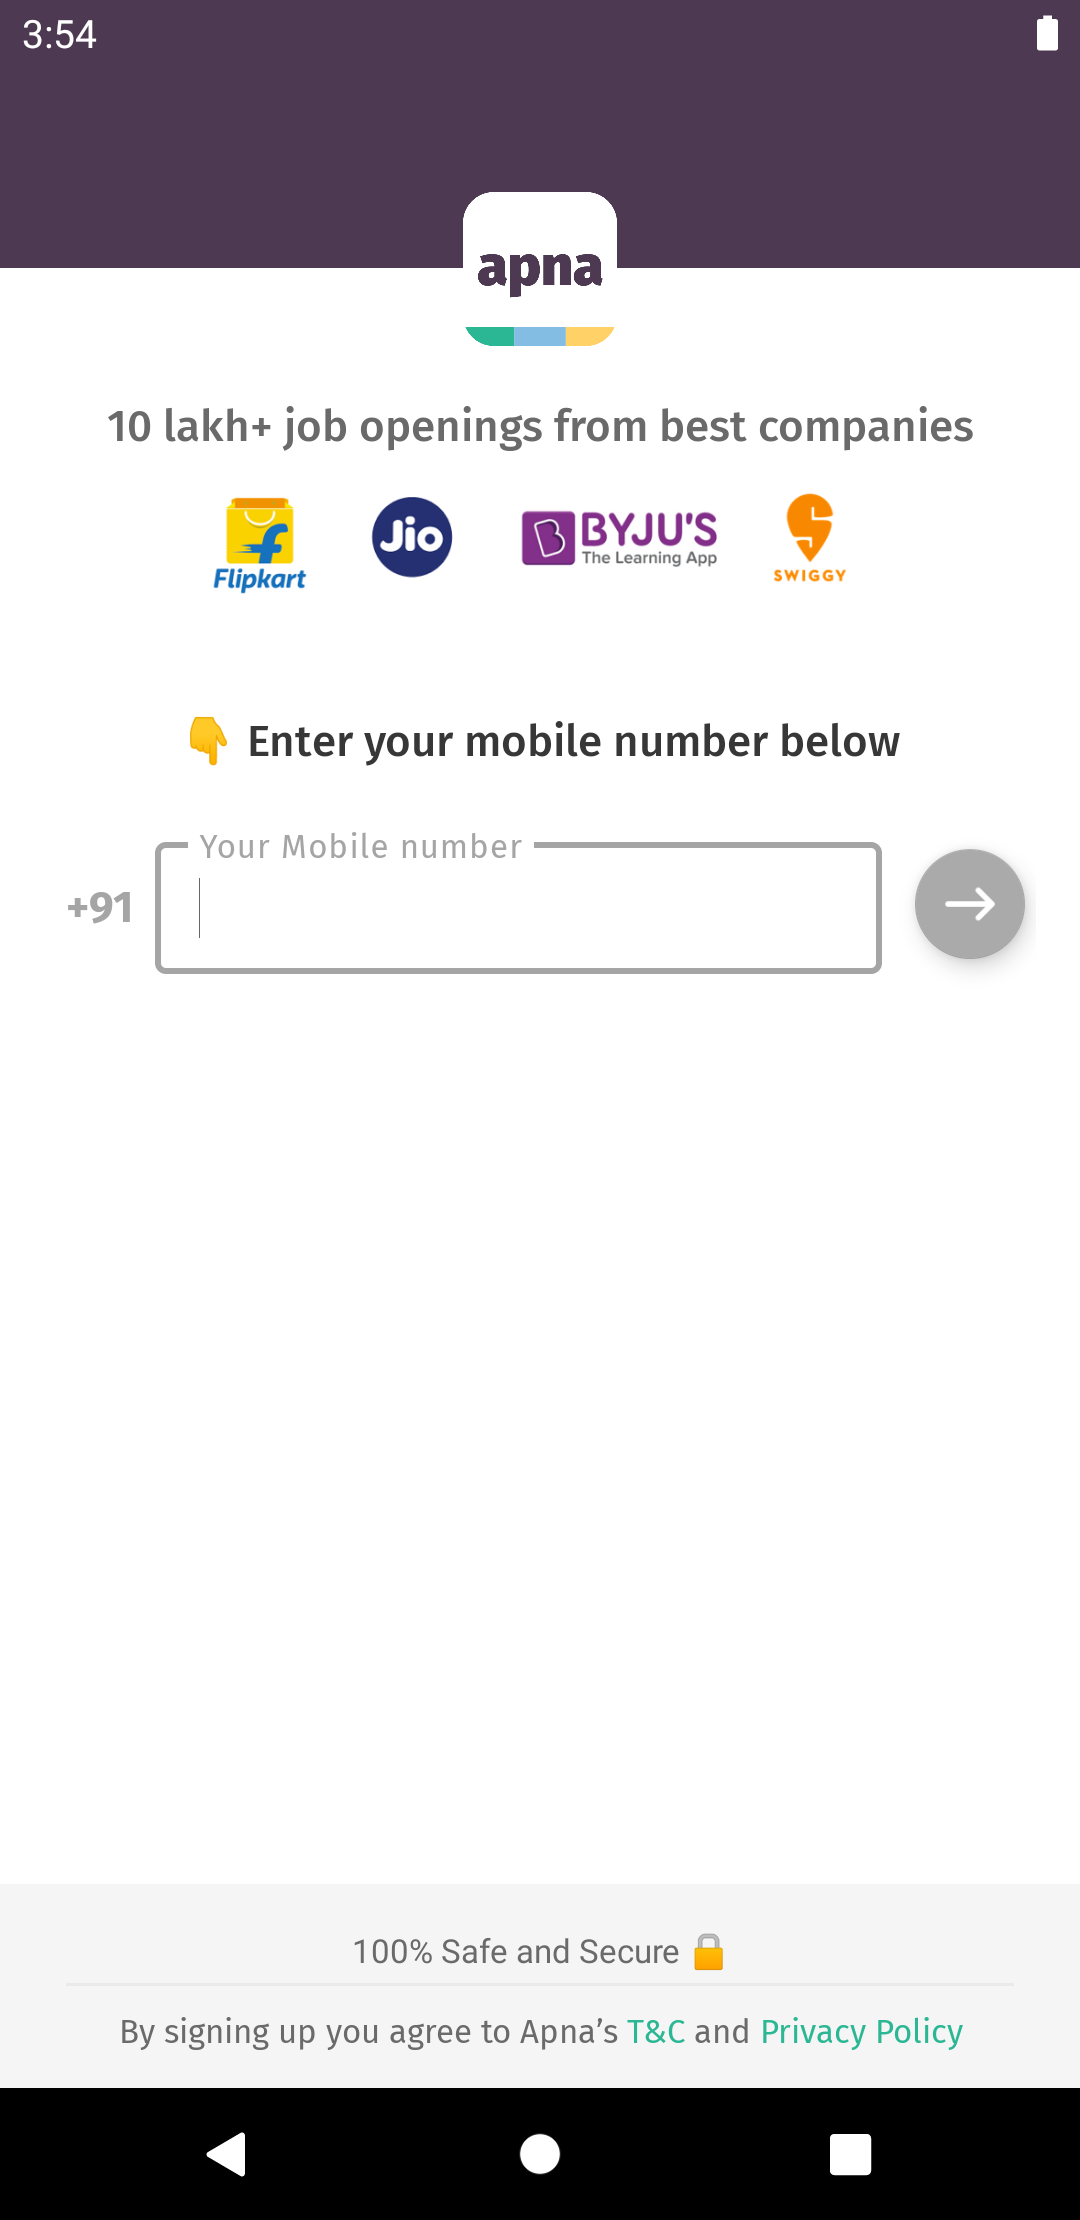 3:54
apna
10 lakh+ job openings from best companies
Flipkart
Jio
BYJU'S
The Learning App
SWIGGY
👇 Enter your mobile number below
Your Mobile number
+91
100% Safe and Secure 🔒
By signing up you agree to Apna’s T&C and Privacy Policy